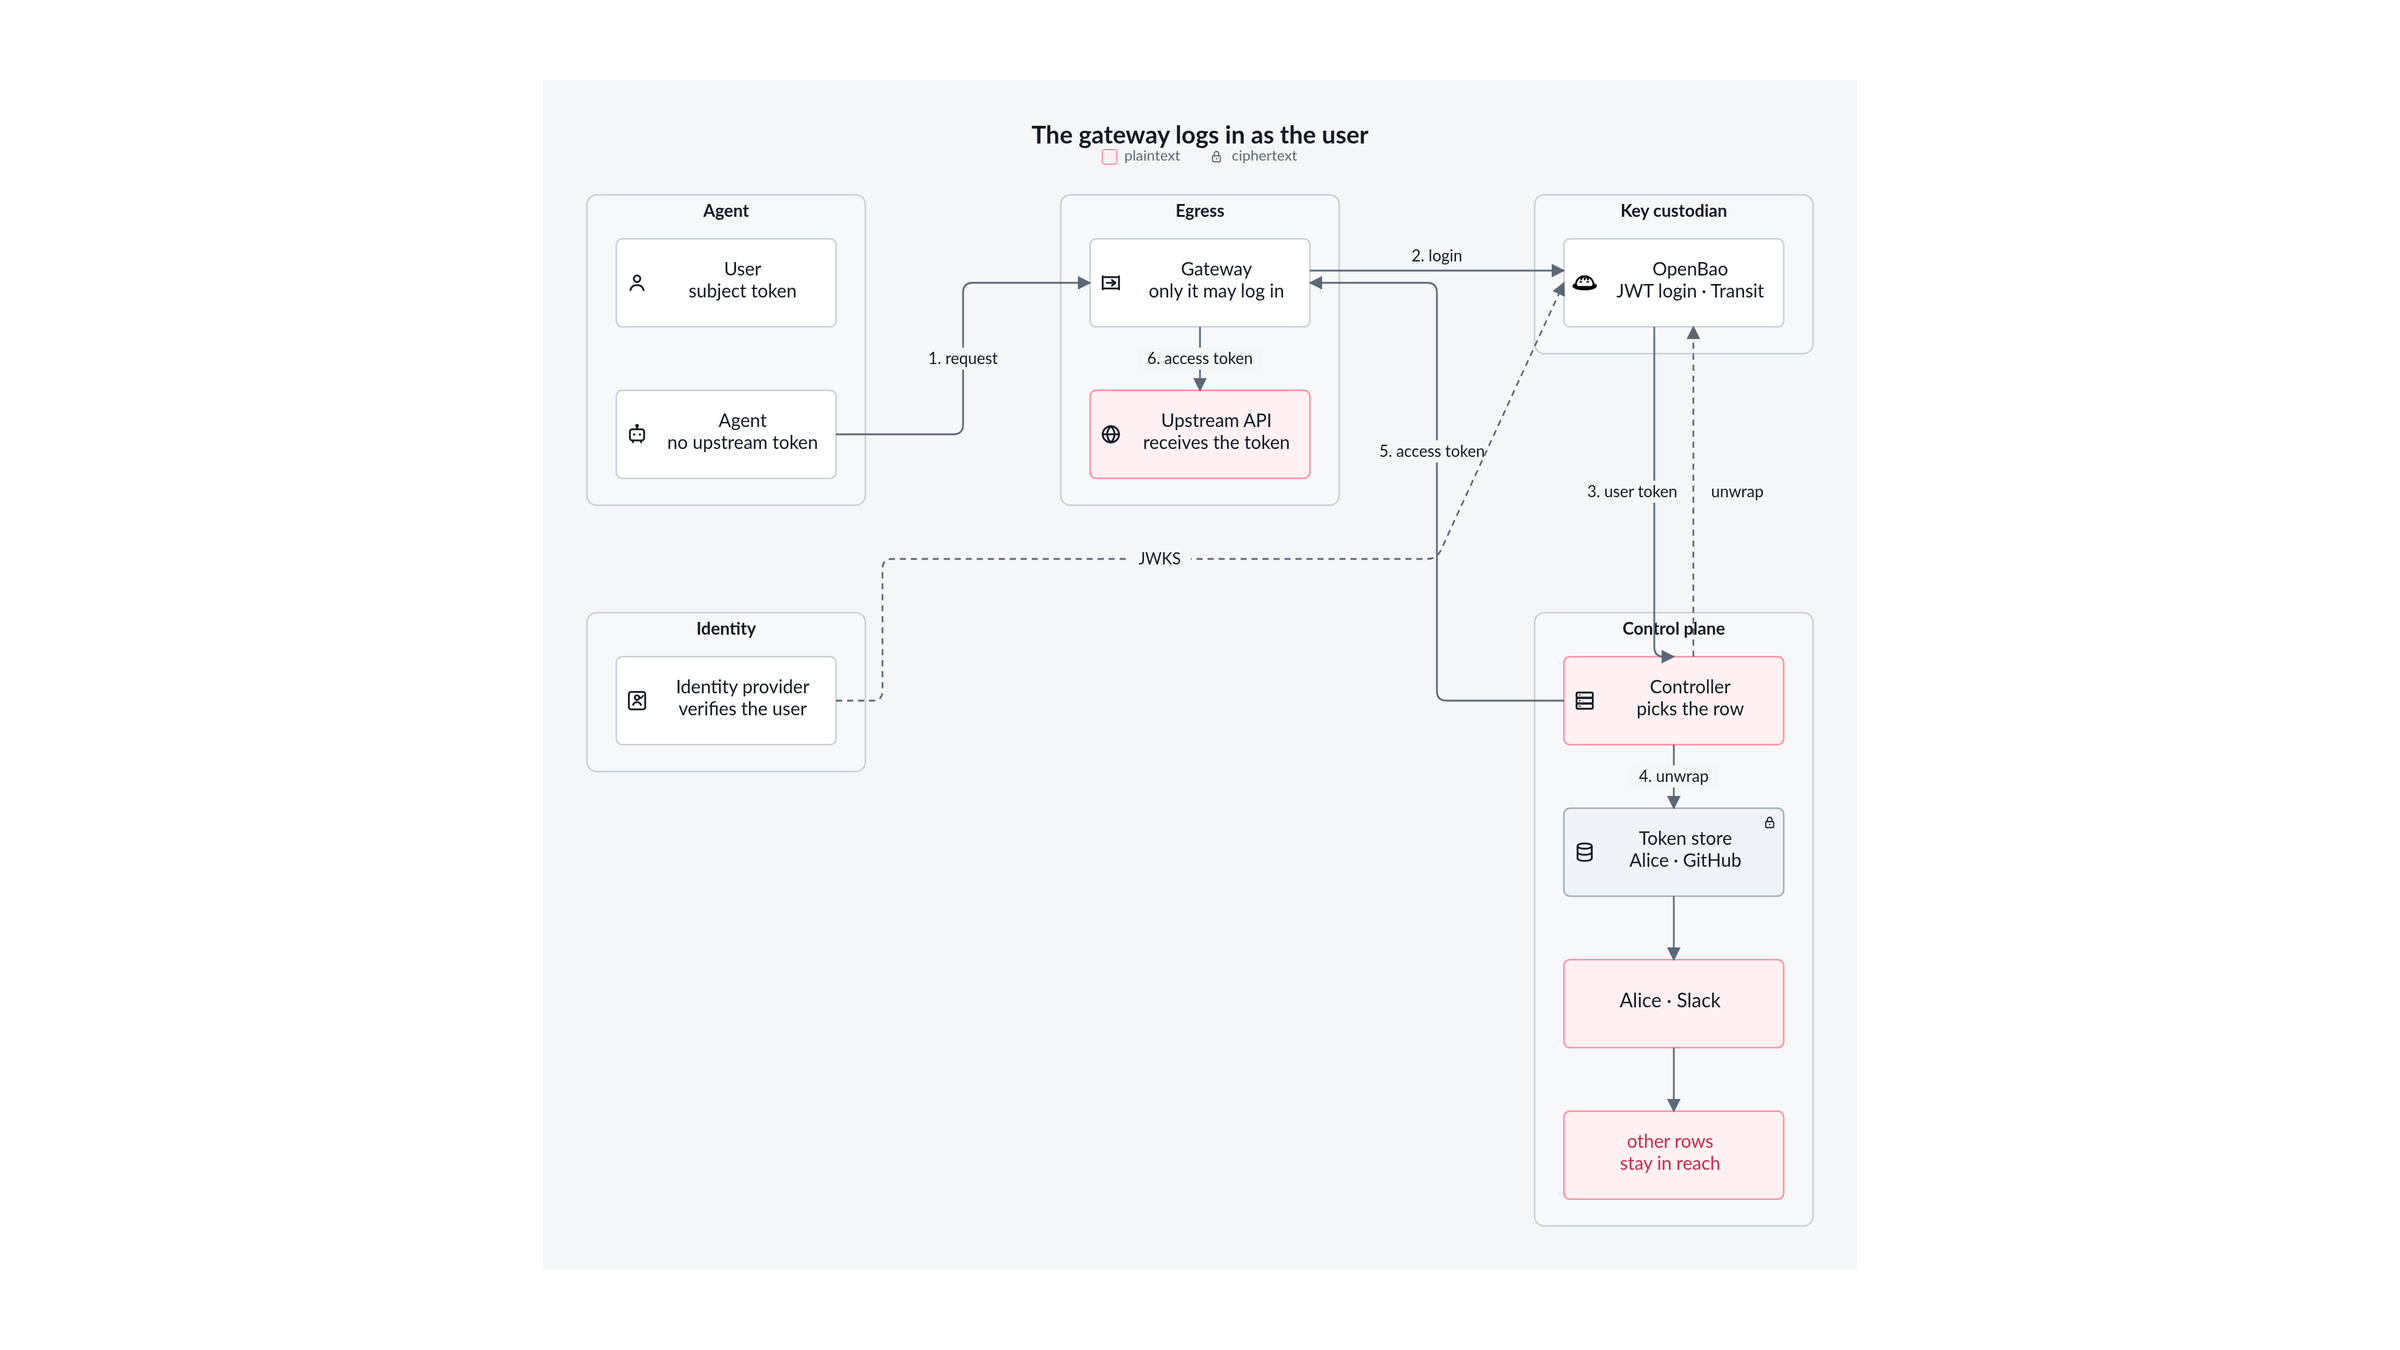 The gateway logs in as the user
plaintext
ciphertext
Agent
User
subject token
Agent
no upstream token
1. request
Egress
Gateway
only it may log in
6. access token
Upstream API
receives the token
2. login
5. access token
Key custodian
OpenBao
JWT login · Transit
3. user token
unwrap
JWKS
Identity
Identity provider
verifies the user
Control plane
Controller
picks the row
4. unwrap
Token store
Alice · GitHub
Alice · Slack
other rows
stay in reach